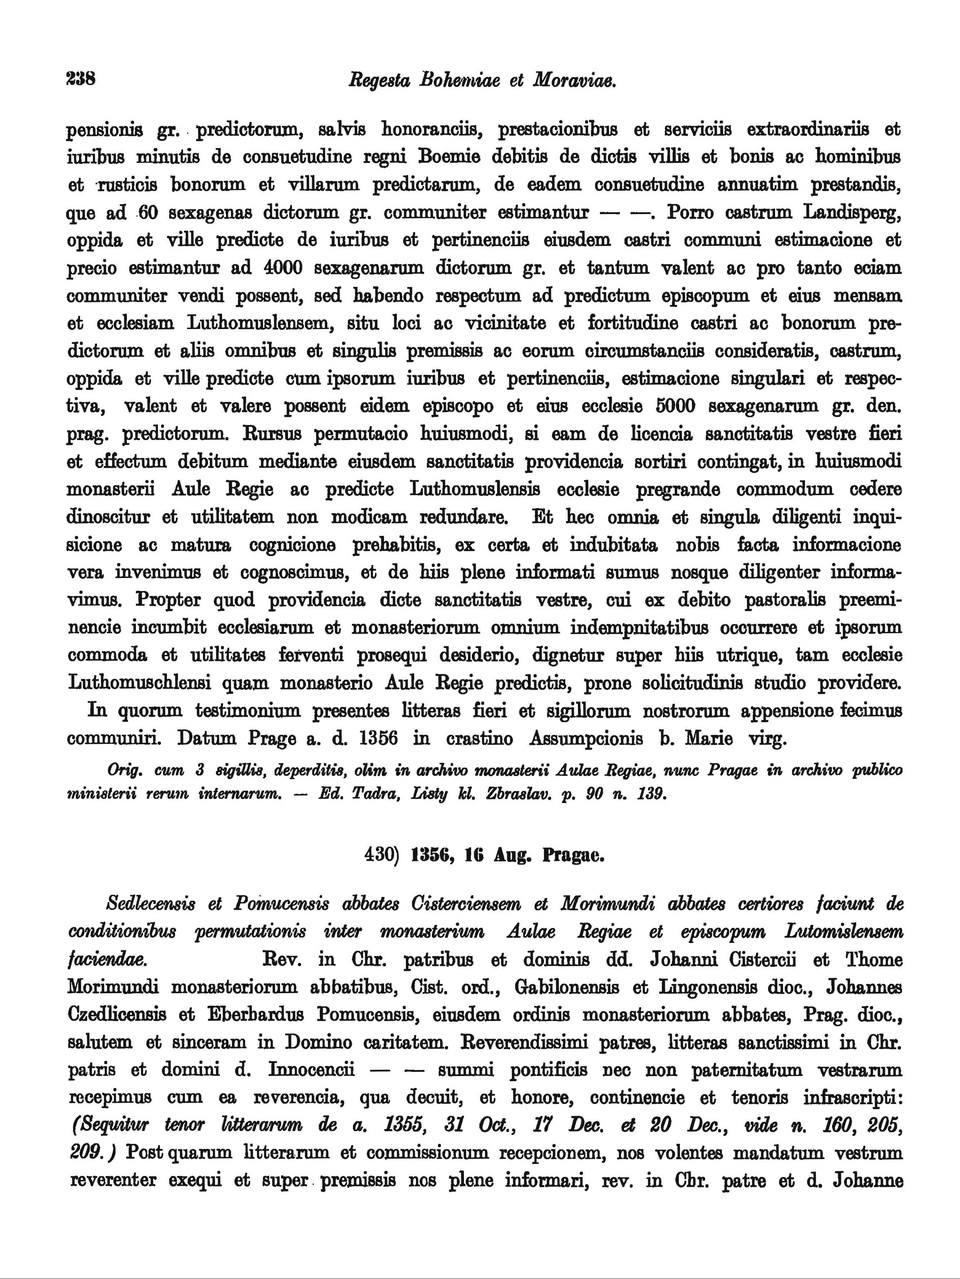 238
Regesta Bohemiae et Moraviae.
pensionis gr. predictorum, salvis honoranciis, prestacionibus et serviciis extraordinariis et
iuribus minutis de consuetudine regni Boemie debitis de dictis villis et bonis ac hominibus
et rusticis bonorum et villarum predictarum, de eadem consuetudine annuatim prestandis,
que ad 60 sexagenas dictorum gr. communiter estimantur — —. Porro castrum Landisperg,
oppida et ville predicte de iuribus et pertinenciis eiusdem castri communi estimacione et
precio estimantur ad 4000 sexagenarum dictorum gr. et tantum valent ac pro tanto eciam
communiter vendi possent, sed habendo respectum ad predictum episcopum et eius mensam
et ecclesiam Luthomuslensem, situ loci ac vicinitate et fortitudine castri ac bonorum pre-
dictorum et aliis omnibus et singulis premissis ac eorum circumstanciis consideratis, castrum,
oppida et ville predicte cum ipsorum iuribus et pertinenciis, estimacione singulari et respec-
tiva, valent et valere possent eidem episcopo et eius ecclesie 5000 sexagenarum gr. den.
prag. predictorum. Rursus permutacio huiusmodi, si eam de licencia sanctitatis vestre fieri
et effectum debitum mediante eiusdem sanctitatis providencia sortiri contingat, in huiusmodi
monasterii Aule Regie ac predicte Luthomuslensis ecclesie pregrande commodum cedere
dinoscitur et utilitatem non modicam redundare. Et hec omnia et singula diligenti inqui-
sicione ac matura cognicione prehabitis, ex certa et indubitata nobis facta informacione
vera invenimus et cognoscimus, et de hiis plene informati sumus nosque diligenter informa-
vimus. Propter quod providencia dicte sanctitatis vestre, cui ex debito pastoralis preemi-
nencie incumbit ecclesiarum et monasteriorum omnium indempnitatibus occurrere et ipsorum
commoda et utilitates ferventi prosequi desiderio, dignetur super hiis utrique, tam ecclesie
Luthomuschlensi quam monasterio Aule Regie predictis, prone solicitudinis studio providere.
In quorum testimonium presentes litteras fieri et sigillorum nostrorum appensione fecimus
communiri. Datum Prage a. d. 1356 in crastino Assumpcionis b. Marie virg.
Orig. cum 3 sigillis, deperditis, olim in archivo monasterii Aulae Regiae, nunc Pragae in archivo publico
ministerii rerum internarum. — Ed. Tadra, Listy kl. Zbraslav. p. 90 n. 139.
430) 1356, 16 Aug. Pragae.
Sedlecensis et Pomucensis abbates Cisterciensem et Morimundi abbates certiores faciunt de
conditionibus permutationis inter monasterium Aulae Regiae et episcopum Lutomislensem
faciendae. Rev. in Chr. patribus et dominis dd. Johanni Cistercii et Thome
Morimundi monasteriorum abbatibus, Cist. ord., Gabilonensis et Lingonensis dioc., Johannes
Czedlicensis et Eberhardus Pomucensis, eiusdem ordinis monasteriorum abbates, Prag. dioc.,
salutem et sinceram in Domino caritatem. Reverendissimi patres, litteras sanctissimi in Chr.
patris et domini d. Innocencii — — summi pontificis nec non paternitatum vestrarum
recepimus cum ea reverencia, qua decuit, et honore, continencie et tenoris infrascripti:
(Sequitur tenor litterarum de a. 1355, 31 Oct., 17 Dec. et 20 Dec., vide n. 160, 205,
209.) Post quarum litterarum et commissionum recepcionem, nos volentes mandatum vestrum
reverenter exequi et super premissis nos plene informari, rev. in Chr. patre et d. Johanne